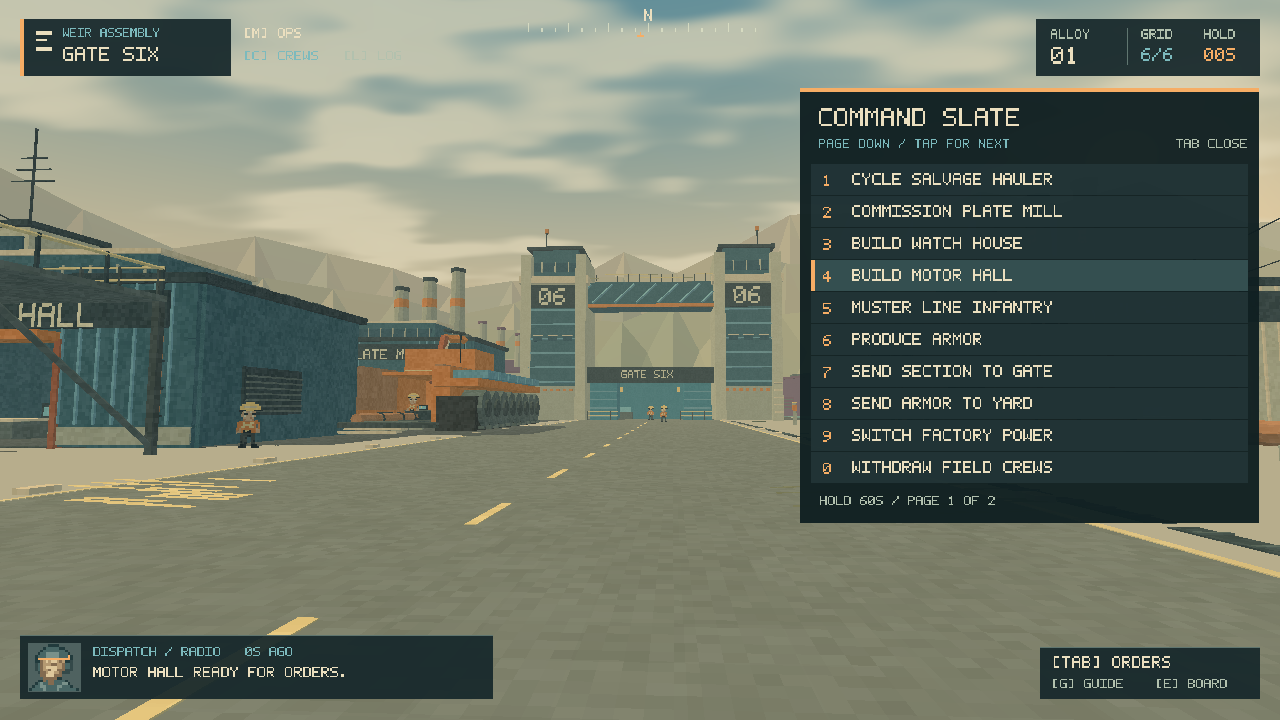 WEIR ASSEMBLY
GATE SIX
[M] OPS
[C] CREWS [L] LOG
N
ALLOY
01
GRID
6/6
HOLD
00S
COMMAND SLATE
PAGE DOWN / TAP FOR NEXT
TAB CLOSE
1 CYCLE SALVAGE HAULER
2 COMMISSION PLATE MILL
3 BUILD WATCH HOUSE
4 BUILD MOTOR HALL
5 MUSTER LINE INFANTRY
6 PRODUCE ARMOR
7 SEND SECTION TO GATE
8 SEND ARMOR TO YARD
9 SWITCH FACTORY POWER
0 WITHDRAW FIELD CREWS
HOLD 60S / PAGE 1 OF 2
HALL
LATE M
06
06
GATE SIX
DISPATCH / RADIO 0S AGO
MOTOR HALL READY FOR ORDERS.
[TAB] ORDERS
[G] GUIDE [E] BOARD